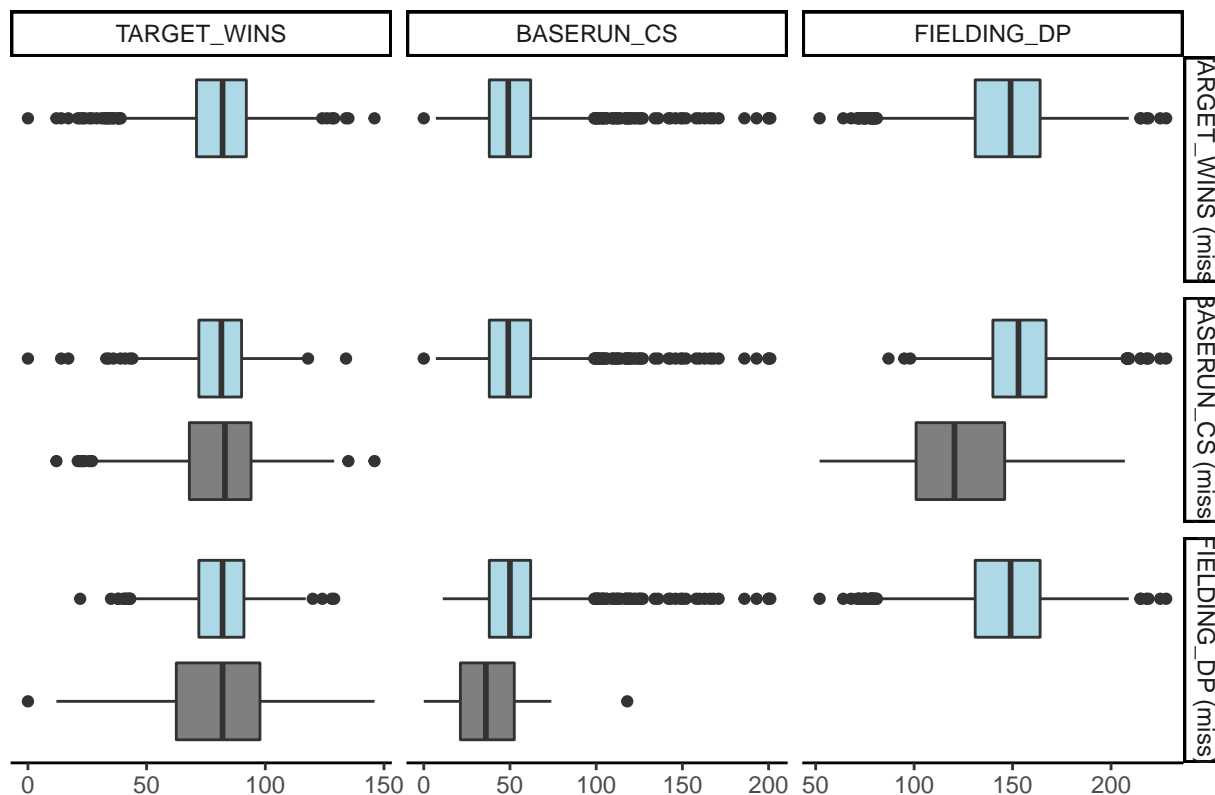 TARGET_WINS
BASERUN_CS
FIELDING_DP
ARGET_WINS (miss
BASERUN_CS (miss)
FIELDING_DP (miss)
0
50
100
150
0
50
100
150
200
50
100
150
200